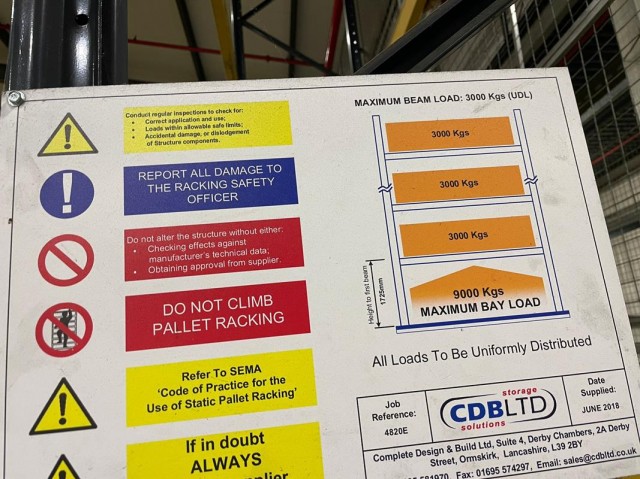 Conduct regular inspections to check for:
• Correct application and use;
• Loads within allowable safe limits;
• Accidental damage, or dislodgement
of Structure components.
REPORT ALL DAMAGE TO
THE RACKING SAFETY
OFFICER
Do not alter the structure without either:
• Checking effects against
manufacturer's technical data;
• Obtaining approval from supplier.
DO NOT CLIMB
PALLET RACKING
Refer To SEMA
'Code of Practice for the
Use of Static Pallet Racking'
If in doubt
ALWAYS
MAXIMUM BEAM LOAD: 3000 Kgs (UDL)
3000 Kgs
3000 Kgs
3000 Kgs
Height to first beam
1725mm
9000 Kgs
MAXIMUM BAY LOAD
All Loads To Be Uniformly Distributed
Job
Reference:
4820E
storage
CDBLTD
solutions
Date
Supplied:
JUNE 2018
Complete Design & Build Ltd, Suite 4, Derby Chambers, 2A Derby
Street, Ormskirk, Lancashire, L39 2BY
Fax: 01695 574297, Email: sales@cdbltd.co.uk